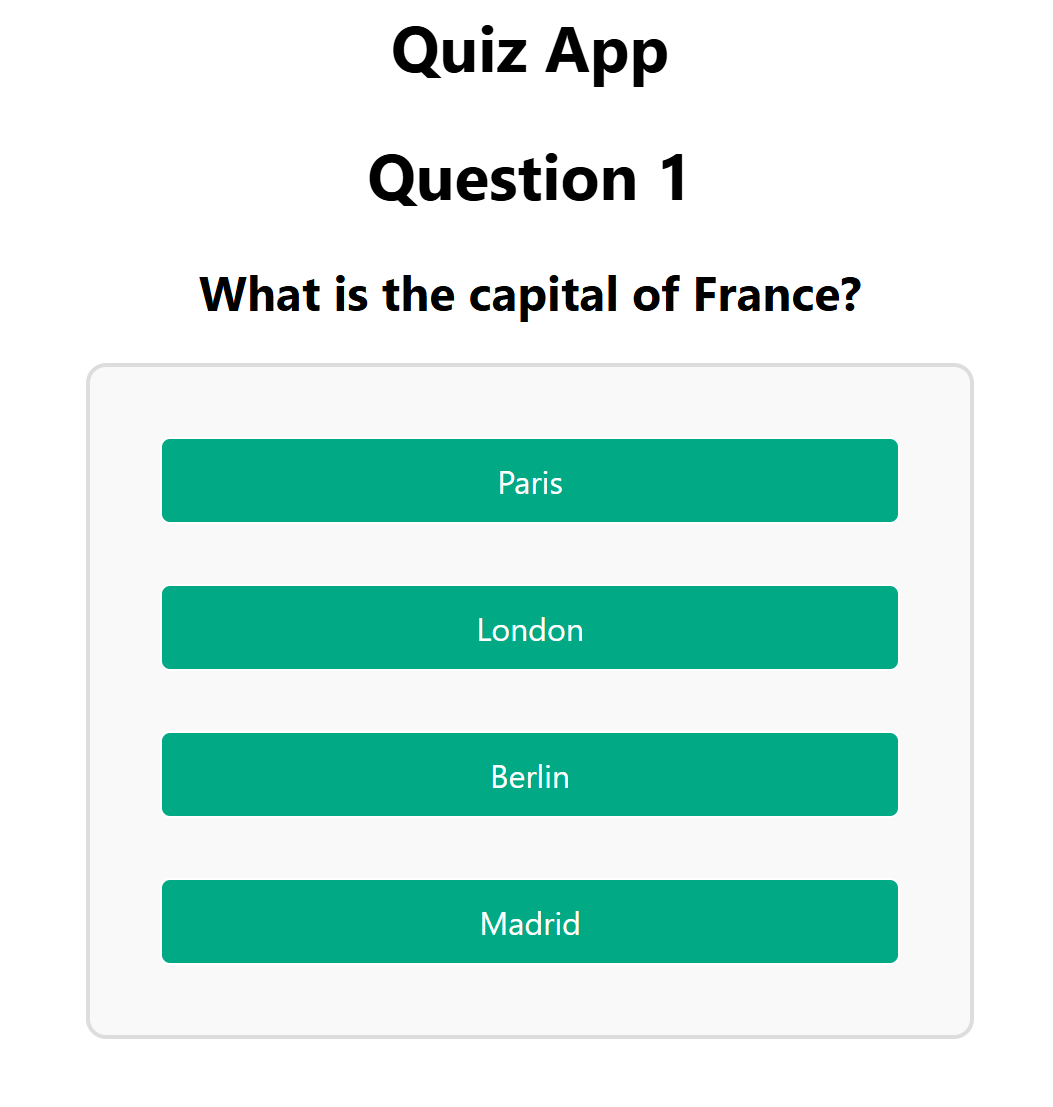 Quiz App
Question 1
What is the capital of France?
Paris
London
Berlin
Madrid